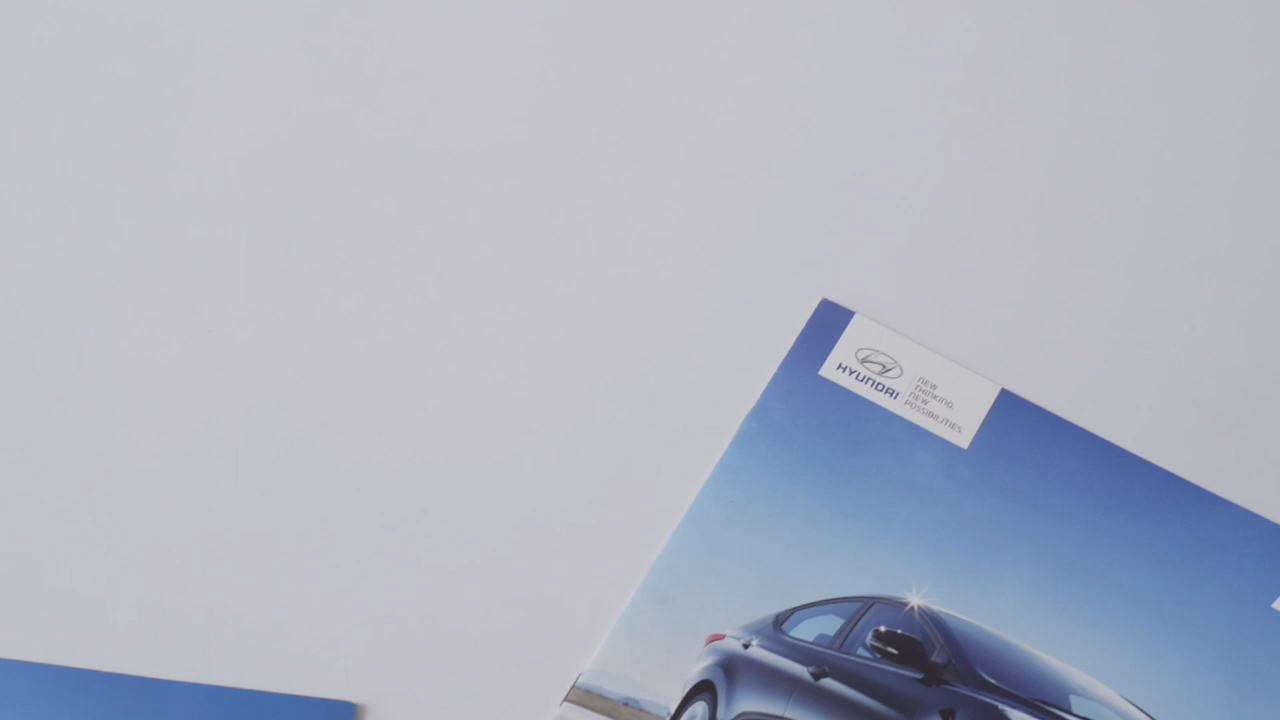 HYUNDAI
NEW
THINKING.
NEW
POSSIBILITIES.